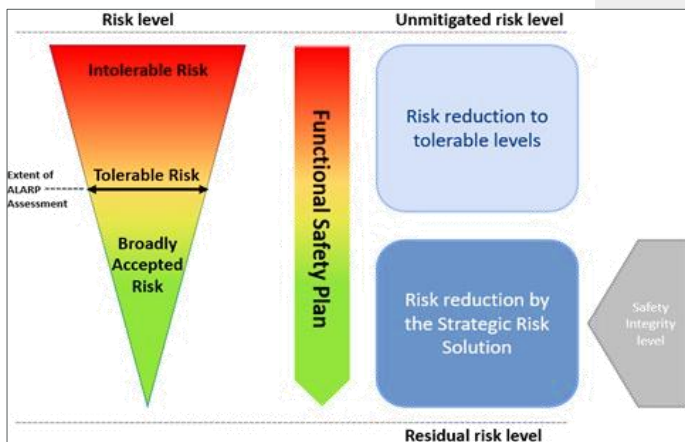 Risk level
Unmitigated risk level
Intolerable Risk
Extent of
ALARP
Assessment
Tolerable Risk
Broadly
Accepted
Risk
Functional Safety Plan
Risk reduction to
tolerable levels
Risk reduction by
the Strategic Risk
Solution
Safety
Integrity
level
Residual risk level